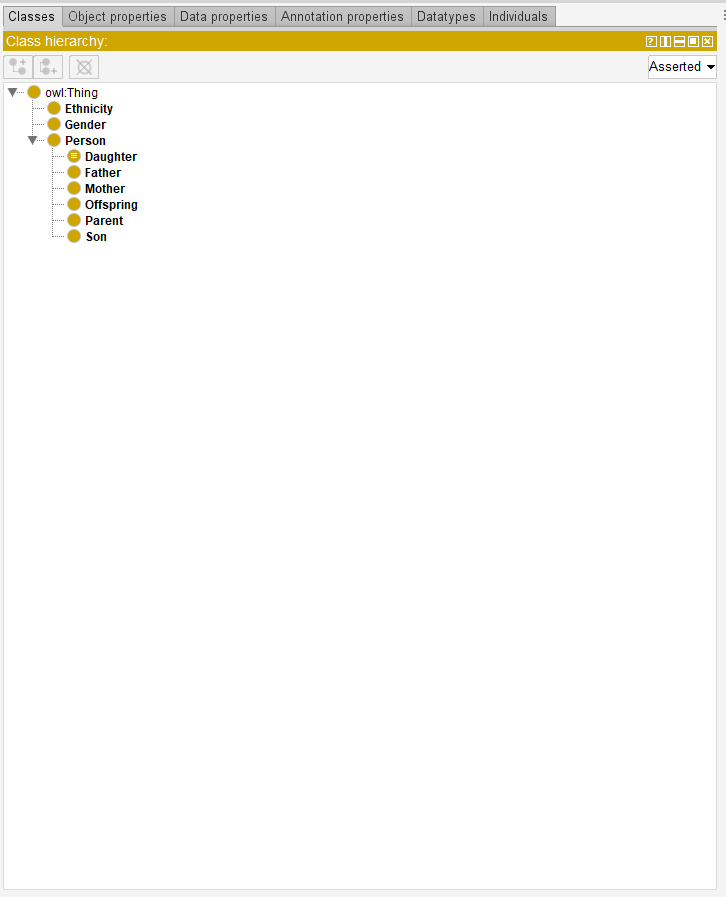 Classes Object properties Data properties Annotation properties Datatypes Individuals
Class hierarchy:
Asserted
owl:Thing
Ethnicity
Gender
Person
Daughter
Father
Mother
Offspring
Parent
Son